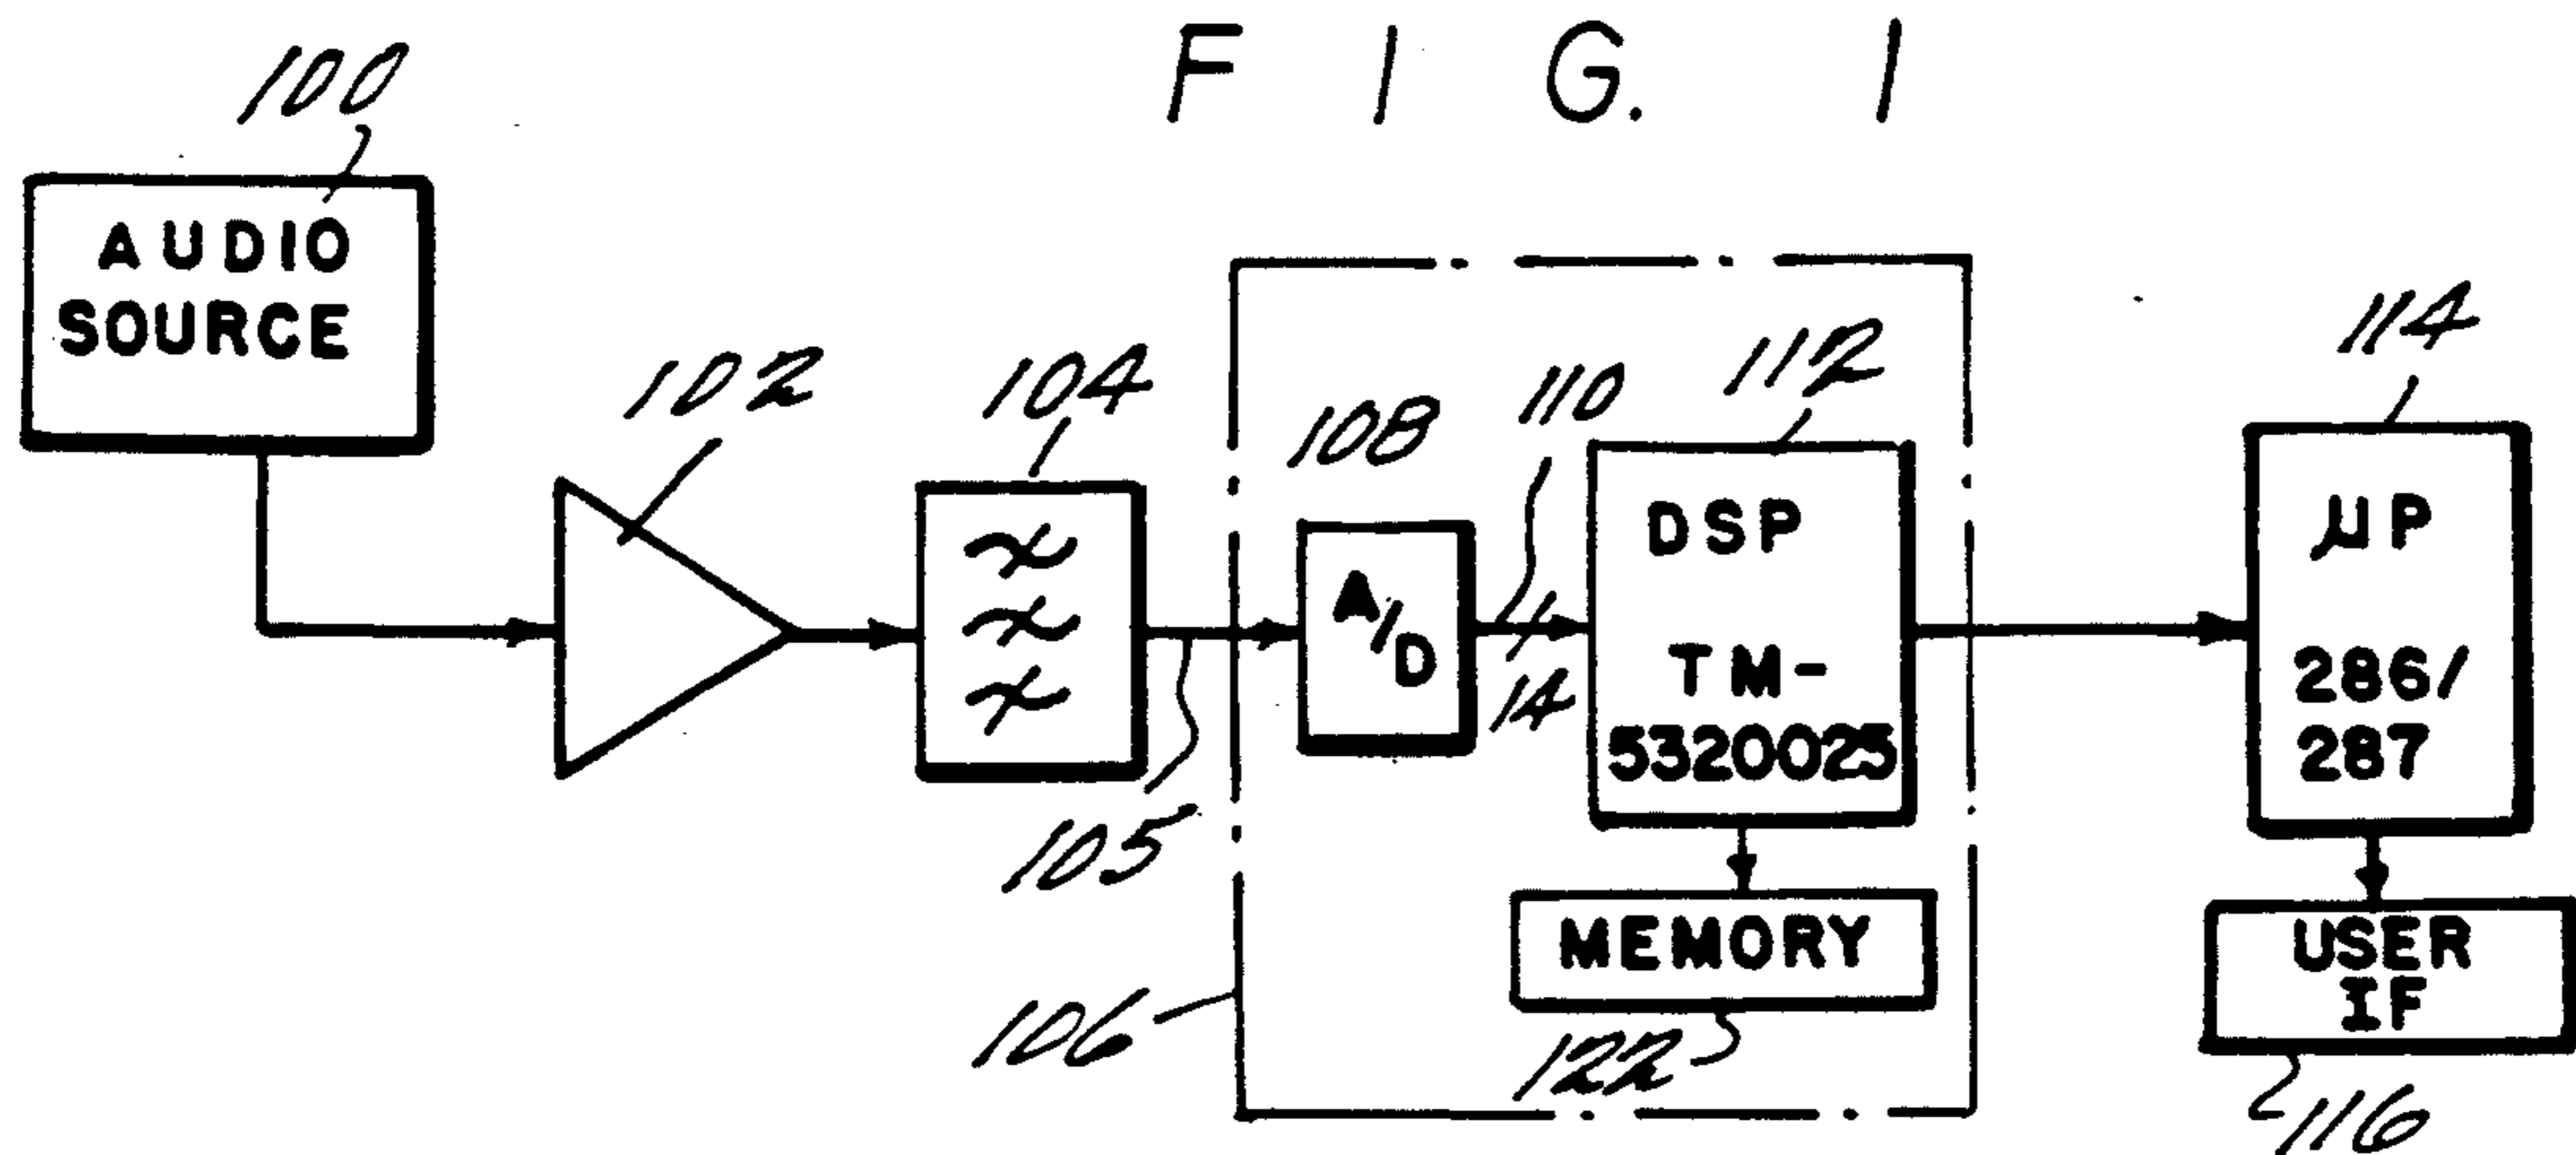 FIG. 1
100
AUDIO
SOURCE
102
104
105
106
108
A/D
110
14
112
DSP
TM-
5320025
MEMORY
122
114
µP
286/
287
USER
IF
116